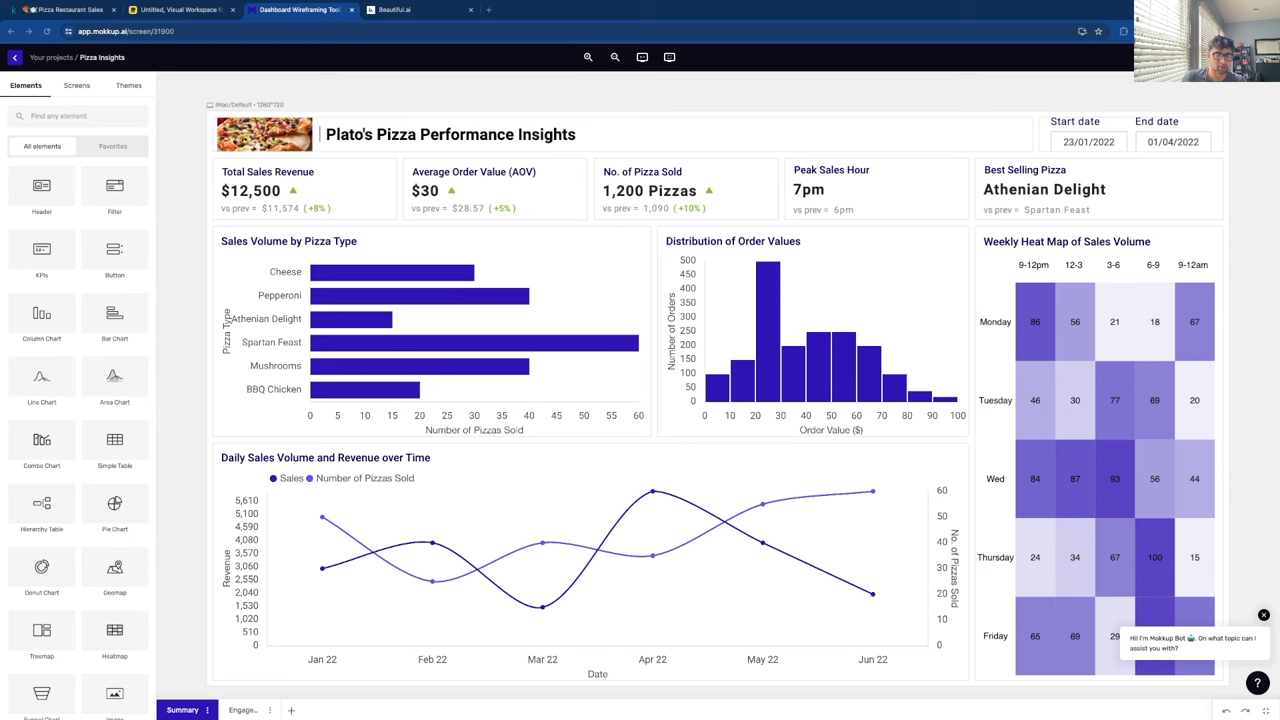 Pizza Restaurant Sales
Untitled, Visual Workspace fo
Dashboard Wireframing Tool
Beautiful.ai
app.mokkup.ai/screen/31900
Your projects / Pizza Insights
Elements
Screens
Themes
Find any element
All elements
Favorites
Header
Filter
KPIs
Button
Column Chart
Bar Chart
Line Chart
Area Chart
Combo Chart
Simple Table
Hierarchy Table
Pie Chart
Donut Chart
Geomap
Treemap
Heatmap
Funnel Chart
Image
iMac/Default • 1280*720
Plato's Pizza Performance Insights
Start date
End date
23/01/2022
01/04/2022
Total Sales Revenue
$12,500
vs prev = $11,574 (+8%)
Average Order Value (AOV)
$30
vs prev = $28.57 (+5%)
No. of Pizza Sold
1,200 Pizzas
vs prev = 1,090 (+10%)
Peak Sales Hour
7pm
vs prev = 6pm
Best Selling Pizza
Athenian Delight
vs prev = Spartan Feast
Sales Volume by Pizza Type
Pizza Type
Cheese
Pepperoni
Athenian Delight
Spartan Feast
Mushrooms
BBQ Chicken
0 5 10 15 20 25 30 35 40 45 50 55 60
Number of Pizzas Sold
Distribution of Order Values
Number of Orders
500
450
400
350
300
250
200
150
100
50
0
0 10 20 30 40 50 60 70 80 90 100
Order Value ($)
Weekly Heat Map of Sales Volume
9-12pm 12-3 3-6 6-9 9-12am
Monday 86 56 21 18 67
Tuesday 46 30 77 69 20
Wed 84 87 93 56 44
Thursday 24 34 67 100 15
Friday 65 69 29
Daily Sales Volume and Revenue over Time
Sales Number of Pizzas Sold
Revenue
5,610
5,100
4,590
4,080
3,570
3,060
2,550
2,040
1,530
1,020
510
0
60
50
40
30
20
10
0
No. of Pizzas Sold
Jan 22 Feb 22 Mar 22 Apr 22 May 22 Jun 22
Date
Hi! I'm Mokkup Bot. On what topic can I
assist you with?
?
Summary
Engage...